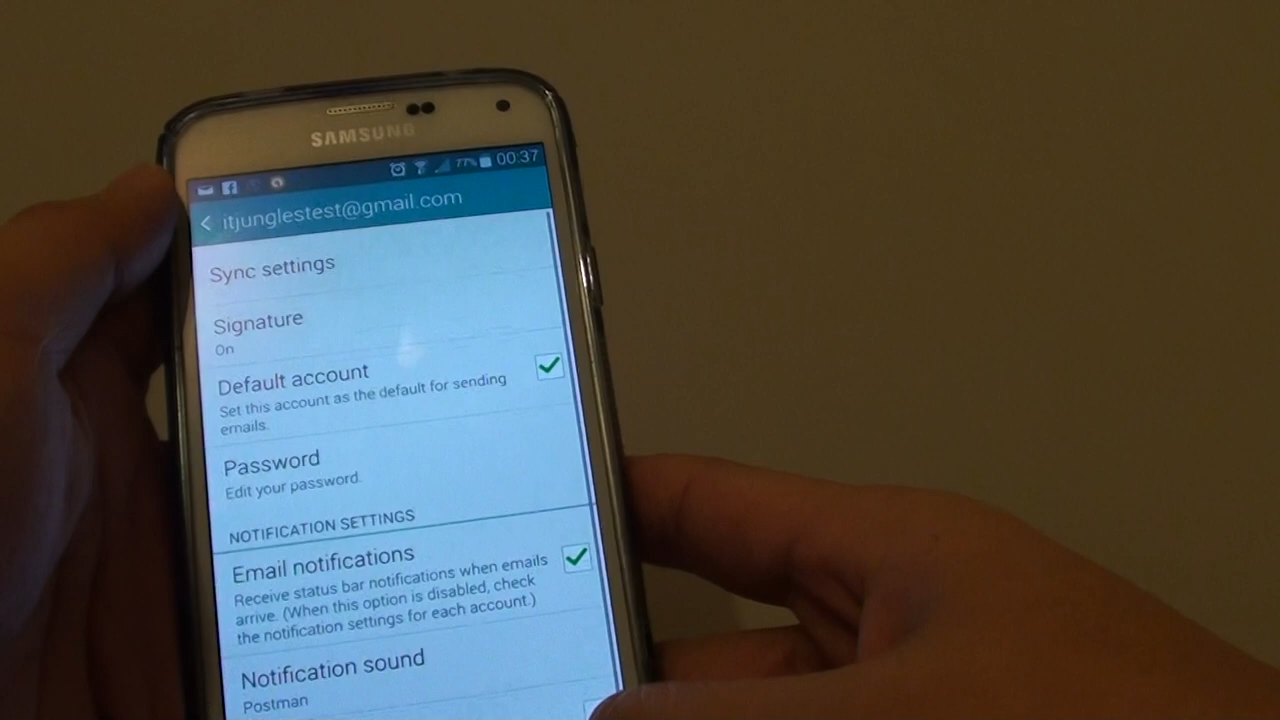 SAMSUNG
77% 00:37
itjunglestest@gmail.com
Sync settings
Signature
On
Default account
Set this account as the default for sending
emails.
Password
Edit your password.
NOTIFICATION SETTINGS
Email notifications
Receive status bar notifications when emails
arrive. (When this option is disabled, check
the notification settings for each account.)
Notification sound
Postman